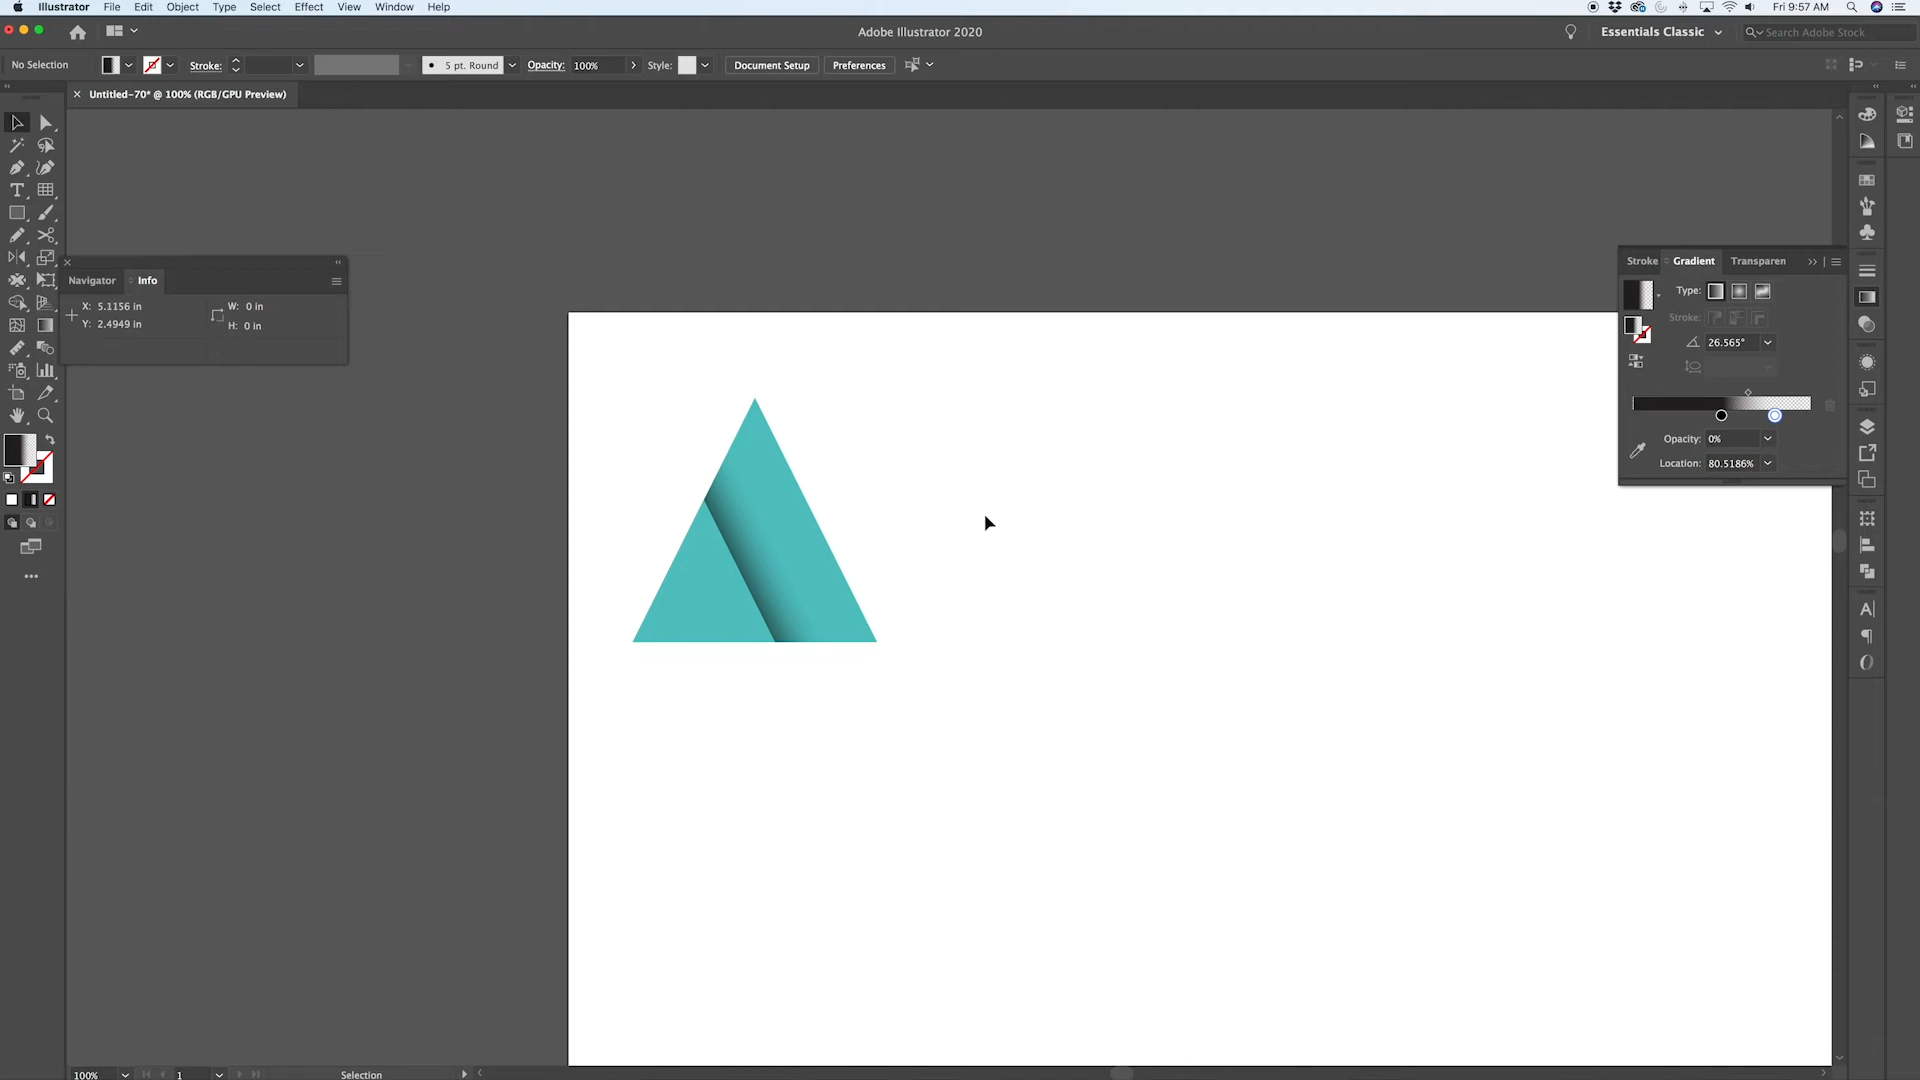 Illustrator File Edit Object Type Select Effect View Window Help Fri 9:57 AM
Adobe Illustrator 2020 Essentials Classic Search Adobe Stock
No Selection Stroke: 5 pt. Round Opacity: 100% Style: Document Setup Preferences
Untitled-70* @ 100% (RGB/GPU Preview)
Navigator Info
X: 5.1156 in W: 0 in
Y: 2.4949 in H: 0 in
Stroke Gradient Transparen
Type:
Stroke:
26.565°
Opacity: 0%
Location: 80.5186%
100% 1 Selection